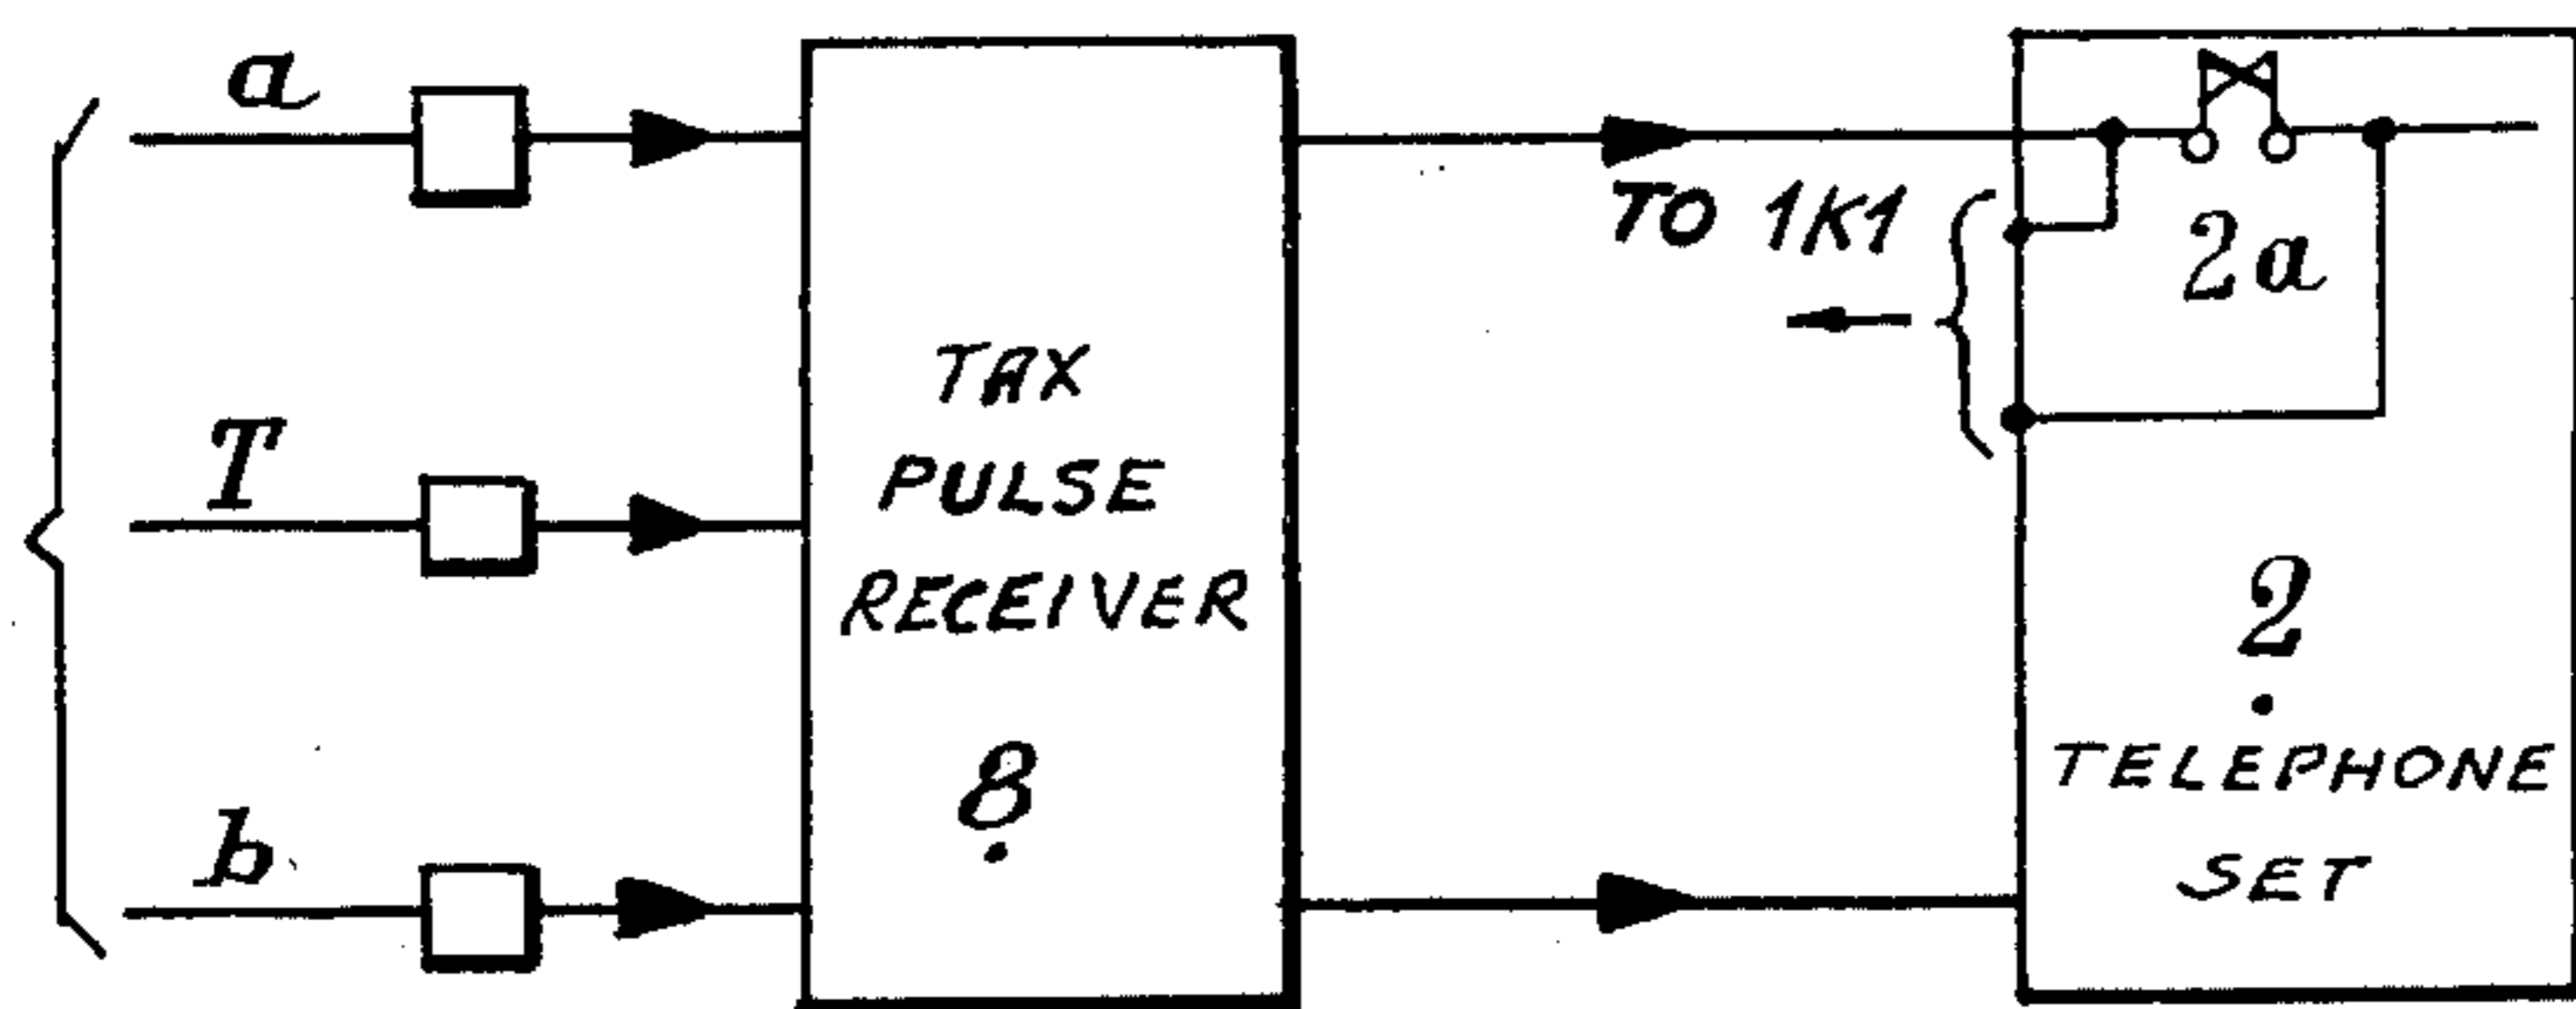 a
T
b
TAX
PULSE
RECEIVER
8
TO 1K1
2a
2
TELEPHONE
SET